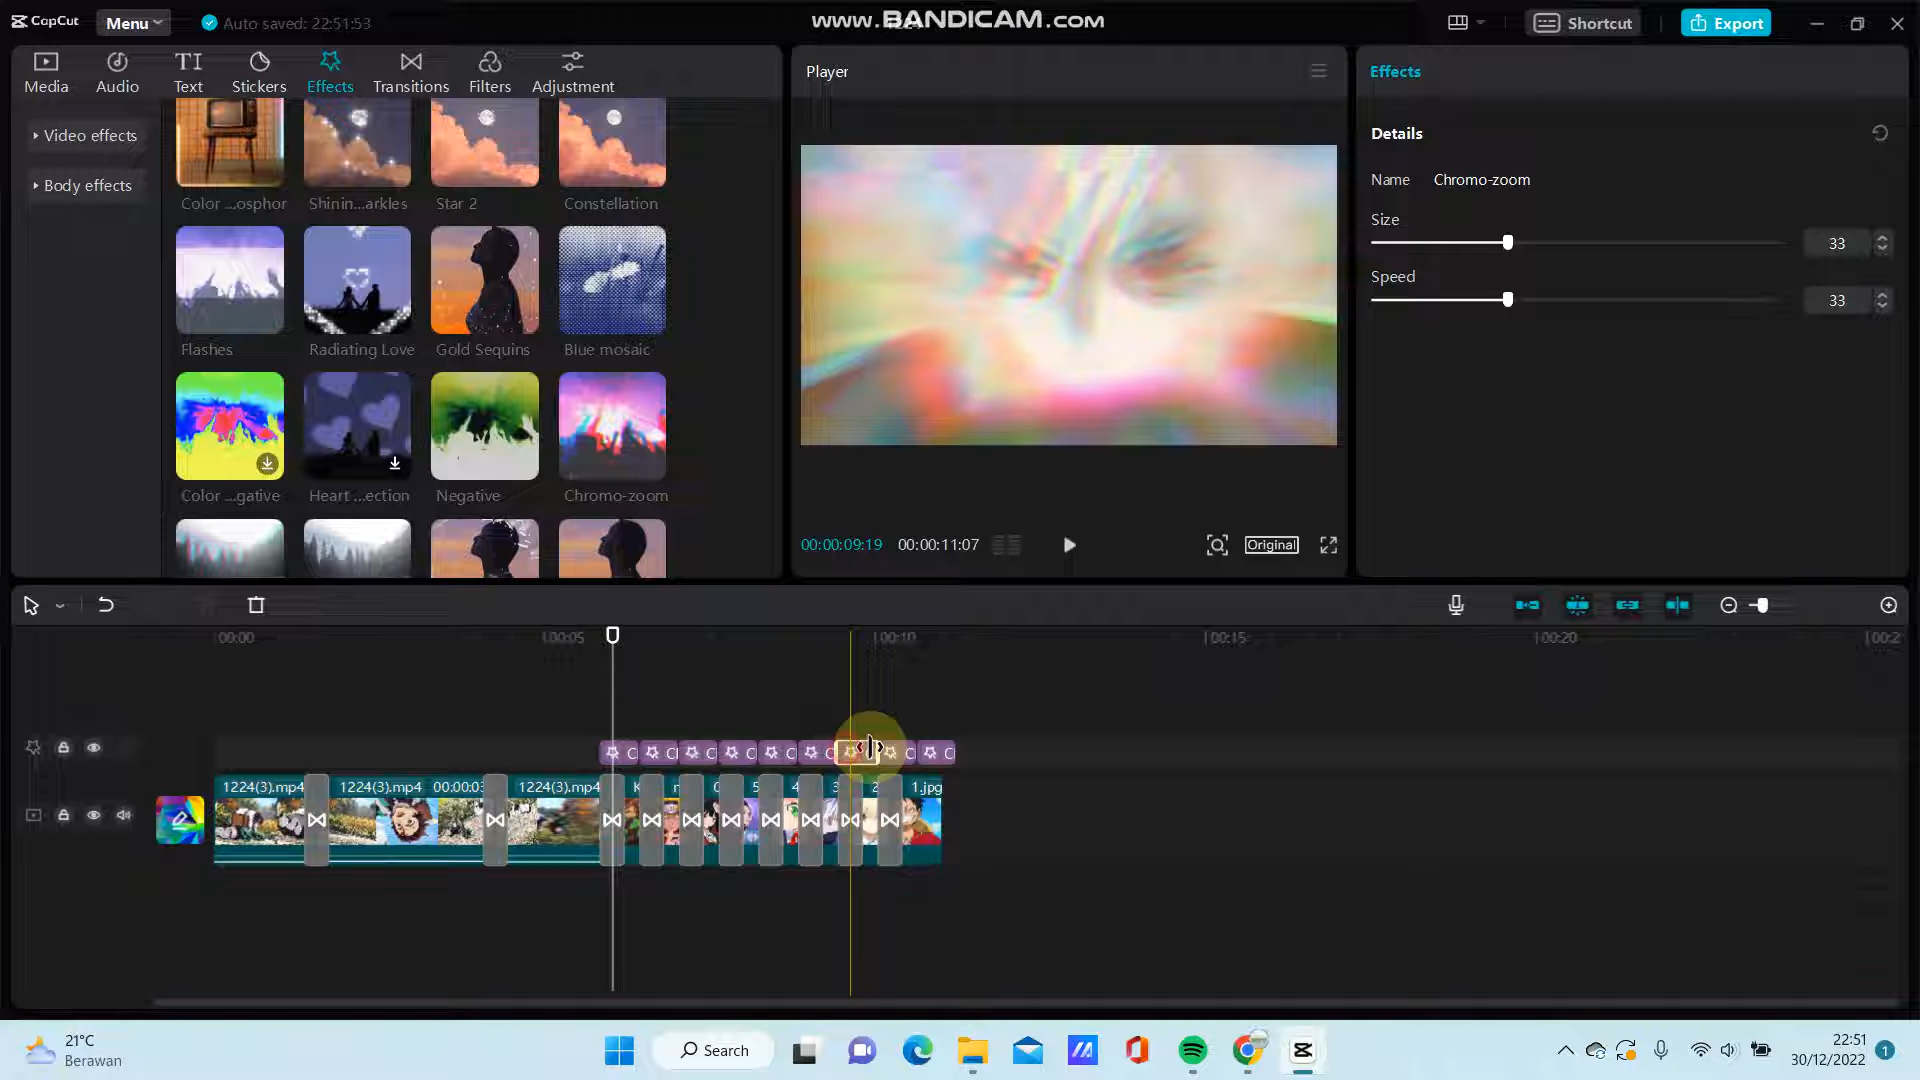 CapCut
Menu
Auto saved: 22:51:53
www.BANDICAM.com
Shortcut
Export
Media
Audio
Text
Stickers
Effects
Transitions
Filters
Adjustment
Video effects
Body effects
Color ...osphor
Shinin...arkles
Star 2
Constellation
Flashes
Radiating Love
Gold Sequins
Blue mosaic
Color ...gative
Heart ...ection
Negative
Chromo-zoom
Player
00:00:09:19
00:00:11:07
Original
Effects
Details
Name
Chromo-zoom
Size
33
Speed
33
00:00
00:05
00:10
00:15
00:20
1224(3).mp4
1224(3).mp4
1224(3).mp4
1.jpg
21°C
Berawan
Search
22:51
30/12/2022
1